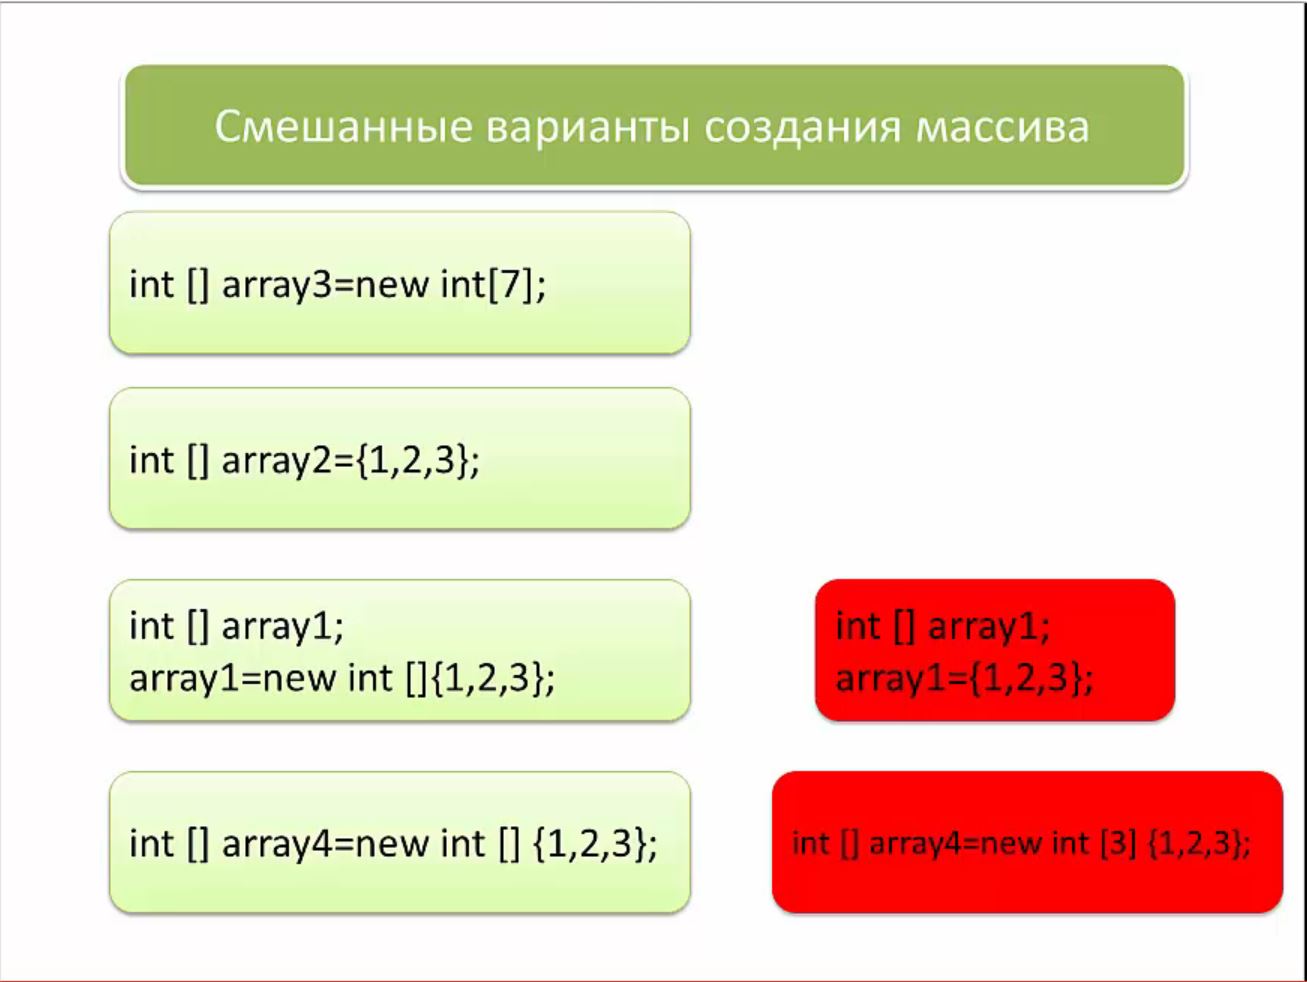 Смешанные варианты создания массива
int [] array3=new int[7];
int [] array2={1,2,3};
int [] array1;
array1=new int []{1,2,3};
int [] array1;
array1={1,2,3};
int [] array4=new int [] {1,2,3};
int [] array4=new int [3] {1,2,3};